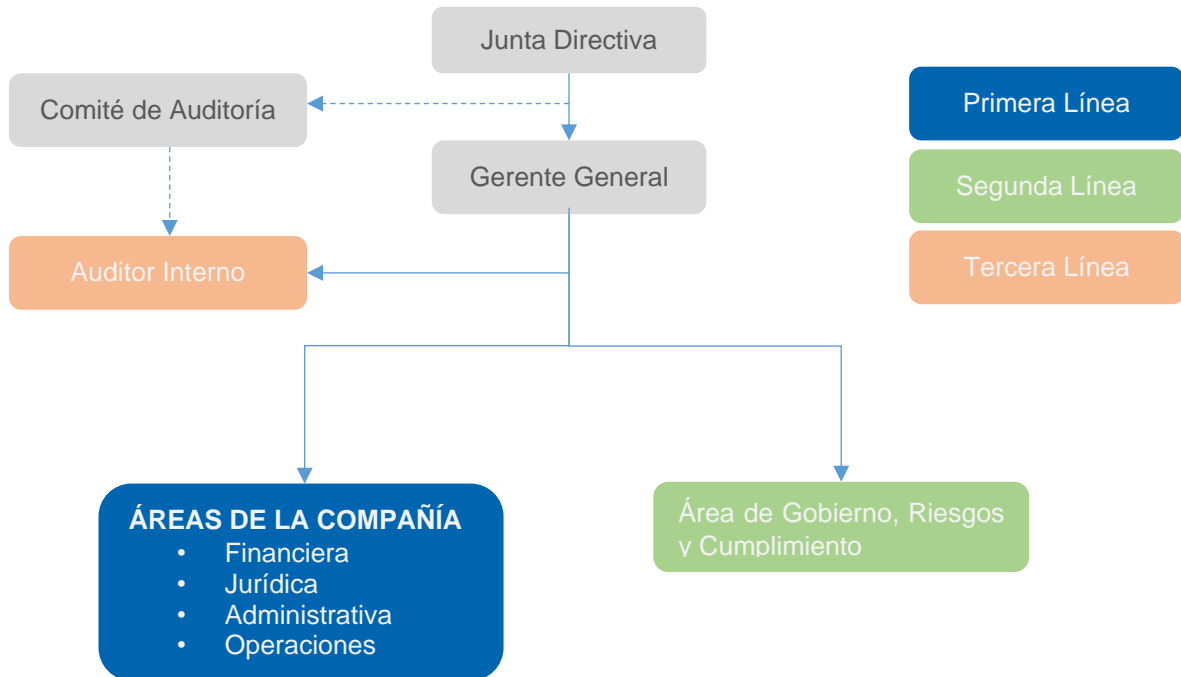 Junta Directiva
Comité de Auditoría
Primera Línea
Gerente General
Segunda Línea
Auditor Interno
Tercera Línea
ÁREAS DE LA COMPAÑÍA
• Financiera
• Jurídica
• Administrativa
• Operaciones
Área de Gobierno, Riesgos
y Cumplimiento